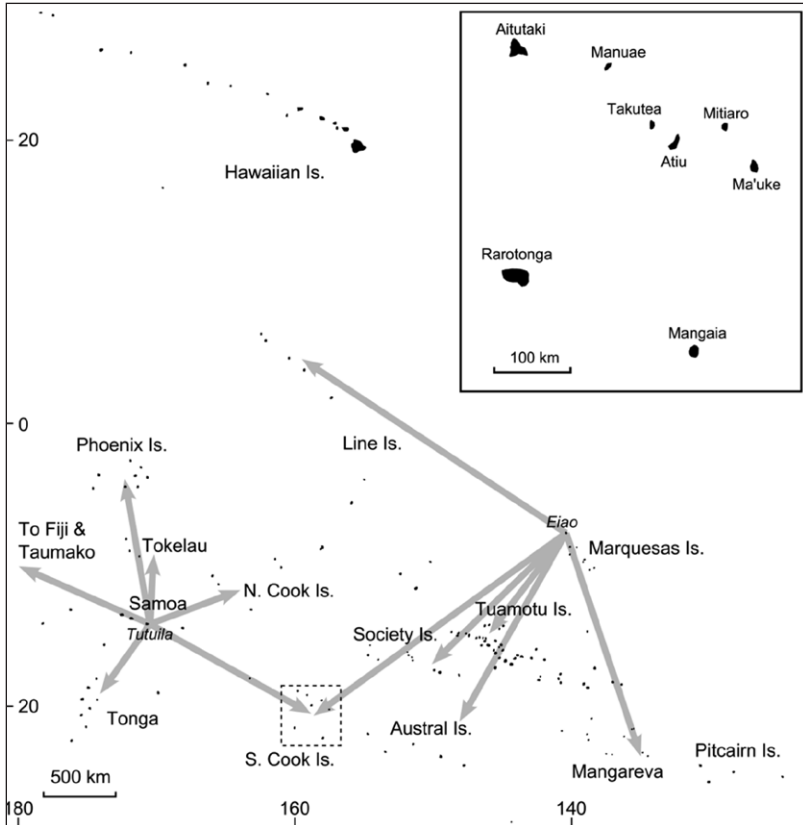 Aitutaki
Manuae
Takutea
Mitiaro
Atiu
Ma'uke
Rarotonga
Mangaia
100 km
20
Hawaiian Is.
0
Phoenix Is.
Line Is.
To Fiji &
Taumako
Tokelau
Eiao
Marquesas Is.
N. Cook Is.
Samoa
Tutuila
Tuamotu Is.
Society Is.
20
Tonga
Austral Is.
S. Cook Is.
Mangareva
Pitcairn Is.
500 km
180
160
140